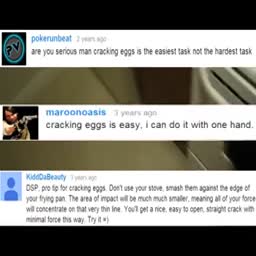 pokerunbeat 2 years ago
are you serious man cracking eggs is the easiest task not the hardest task
maroonoasis 3 years ago
cracking eggs is easy, i can do it with one hand.
KiddDaBeauty 1 year ago
DSP, pro tip for cracking eggs. Don't use your stove, smash them against the edge of
your frying pan. The area of impact will be much much smaller, meaning all of your force
will concentrate on that very thin line. You'll get a nice, easy to open, straight crack with
minimal force this way. Try it =)